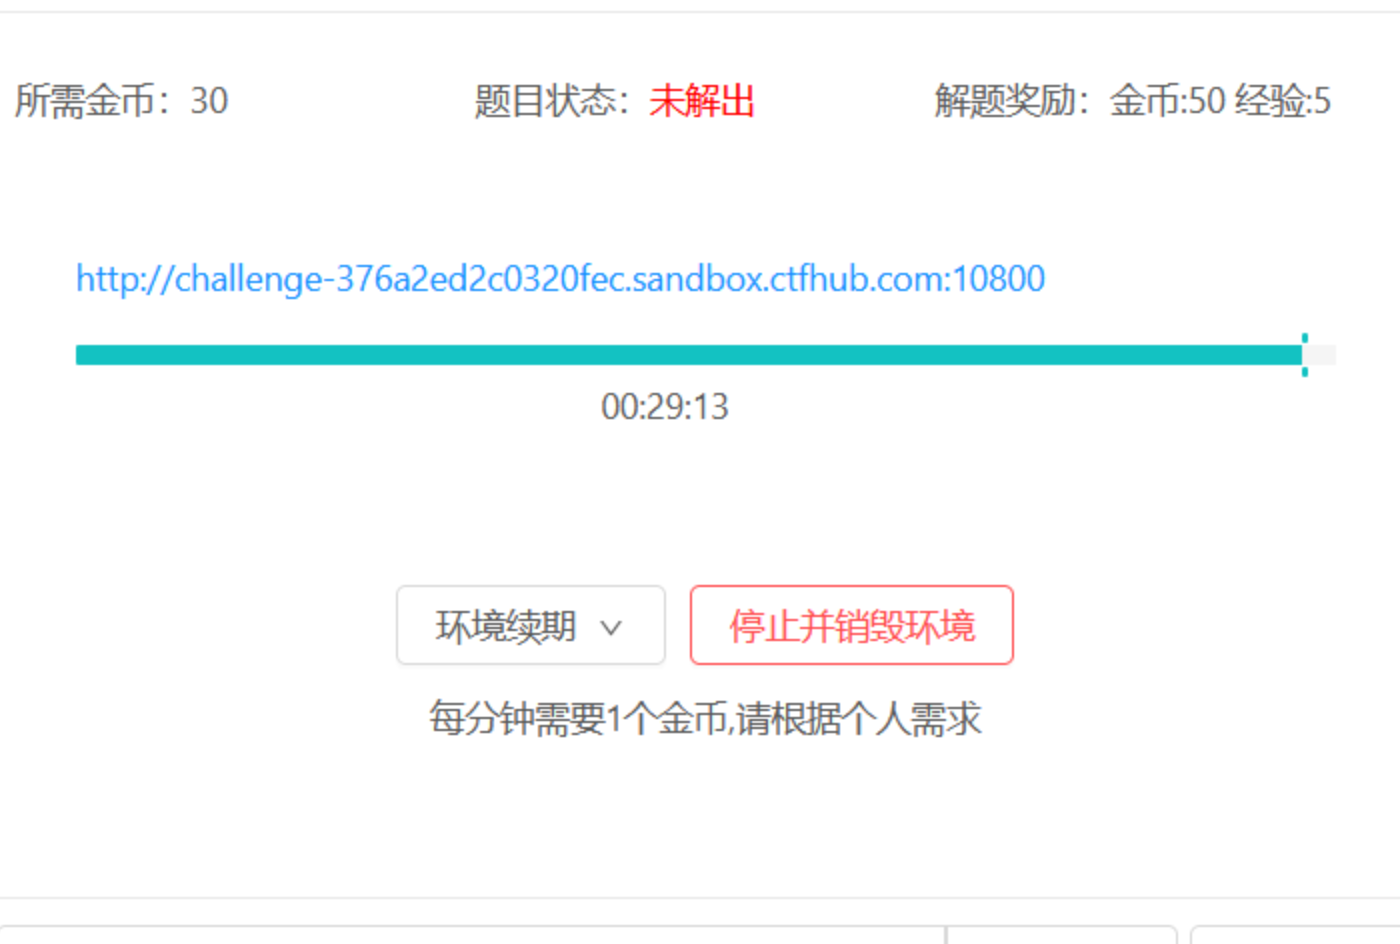 所需金币：30 题目状态：未解出 解题奖励：金币:50 经验:5
http://challenge-376a2ed2c0320fec.sandbox.ctfhub.com:10800
00:29:13
环境续期 停止并销毁环境
每分钟需要1个金币,请根据个人需求